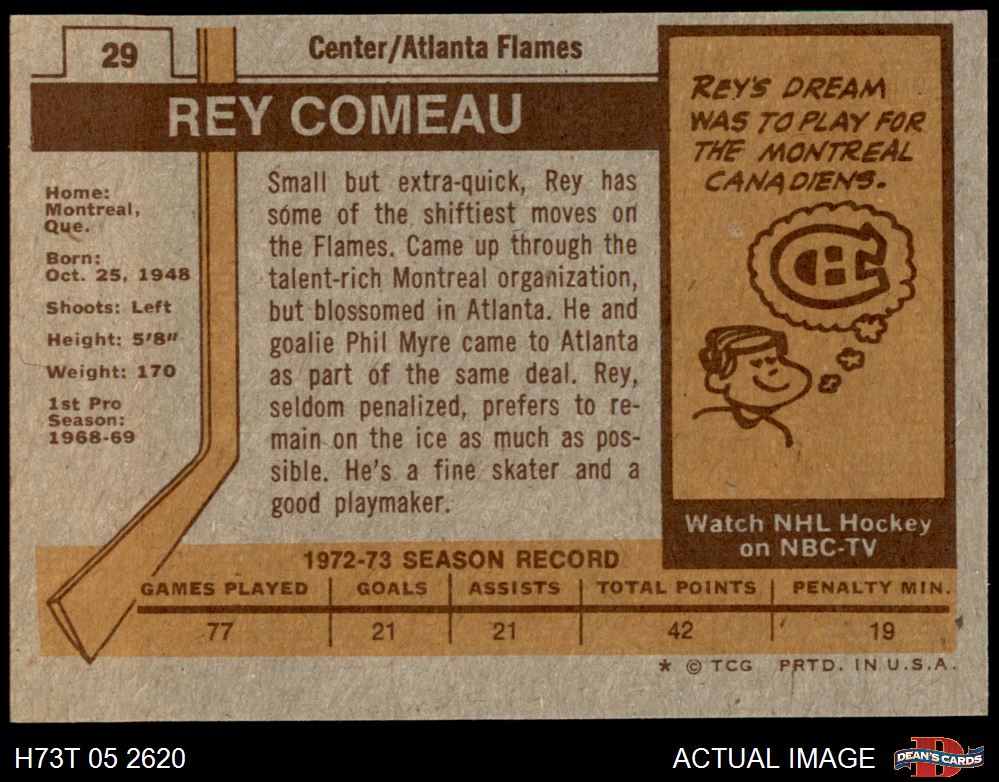 29
Center/Atlanta Flames
REY COMEAU
Home:
Montreal,
Que.
Born:
Oct. 25, 1948
Shoots: Left
Height: 5'8"
Weight: 170
1st Pro
Season:
1968-69
Small but extra-quick, Rey has
some of the shiftiest moves on
the Flames. Came up through the
talent-rich Montreal organization,
but blossomed in Atlanta. He and
goalie Phil Myre came to Atlanta
as part of the same deal. Rey,
seldom penalized, prefers to re-
main on the ice as much as pos-
sible. He's a fine skater and a
good playmaker.
REY'S DREAM
WAS TO PLAY FOR
THE MONTREAL
CANADIENS.
CH
Watch NHL Hockey
on NBC-TV
1972-73 SEASON RECORD
GAMES PLAYED GOALS ASSISTS TOTAL POINTS PENALTY MIN.
77 21 21 42 19
* © TCG PRTD. IN U.S.A.
H73T 05 2620 ACTUAL IMAGE D DEAN'S CARDS